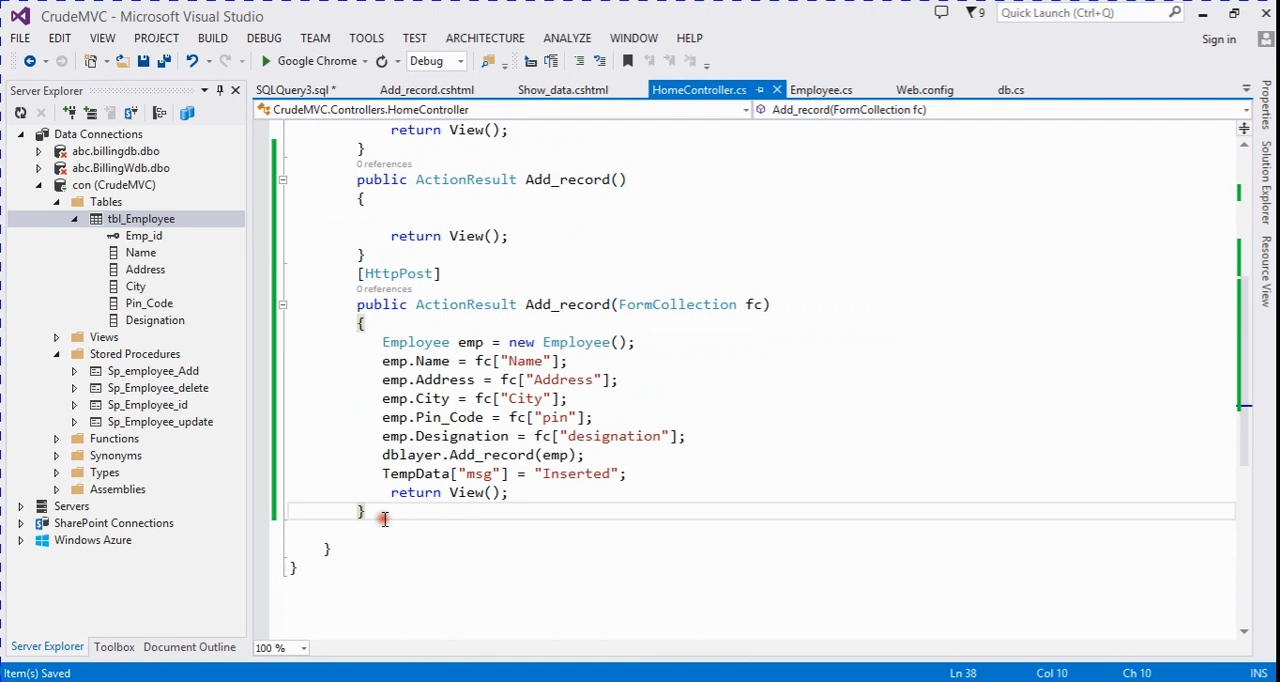 CrudeMVC - Microsoft Visual Studio
9
Quick Launch (Ctrl+Q)
FILE EDIT VIEW PROJECT BUILD DEBUG TEAM TOOLS TEST ARCHITECTURE ANALYZE WINDOW HELP
Sign in
Google Chrome
Debug
Server Explorer
Data Connections
abc.billingdb.dbo
abc.BillingWdb.dbo
con (CrudeMVC)
Tables
tbl_Employee
Emp_id
Name
Address
City
Pin_Code
Designation
Views
Stored Procedures
Sp_employee_Add
Sp_Employee_delete
Sp_Employee_id
Sp_Employee_update
Functions
Synonyms
Types
Assemblies
Servers
SharePoint Connections
Windows Azure
Server Explorer Toolbox Document Outline
SQLQuery3.sql * Add_record.cshtml Show_data.cshtml HomeController.cs Employee.cs Web.config db.cs
CrudeMVC.Controllers.HomeController
Add_record(FormCollection fc)
return View();
}
0 references
public ActionResult Add_record()
{
return View();
}
[HttpPost]
0 references
public ActionResult Add_record(FormCollection fc)
{
Employee emp = new Employee();
emp.Name = fc["Name"];
emp.Address = fc["Address"];
emp.City = fc["City"];
emp.Pin_Code = fc["pin"];
emp.Designation = fc["designation"];
dblayer.Add_record(emp);
TempData["msg"] = "Inserted";
return View();
}
}
}
100 %
Properties
Solution Explorer
Resource View
Item(s) Saved
Ln 38
Col 10
Ch 10
INS